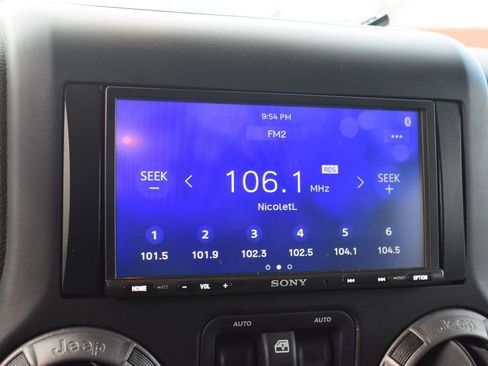 9:54 PM
FM2
•••
SEEK − < 106.1 MHz RDS > SEEK +
NicoletL
1 2 3 4 5 6
101.5 101.9 102.3 102.5 104.1 104.5
HOME ATT − VOL + SONY OPTION
AUTO AUTO
Jeep Jeep